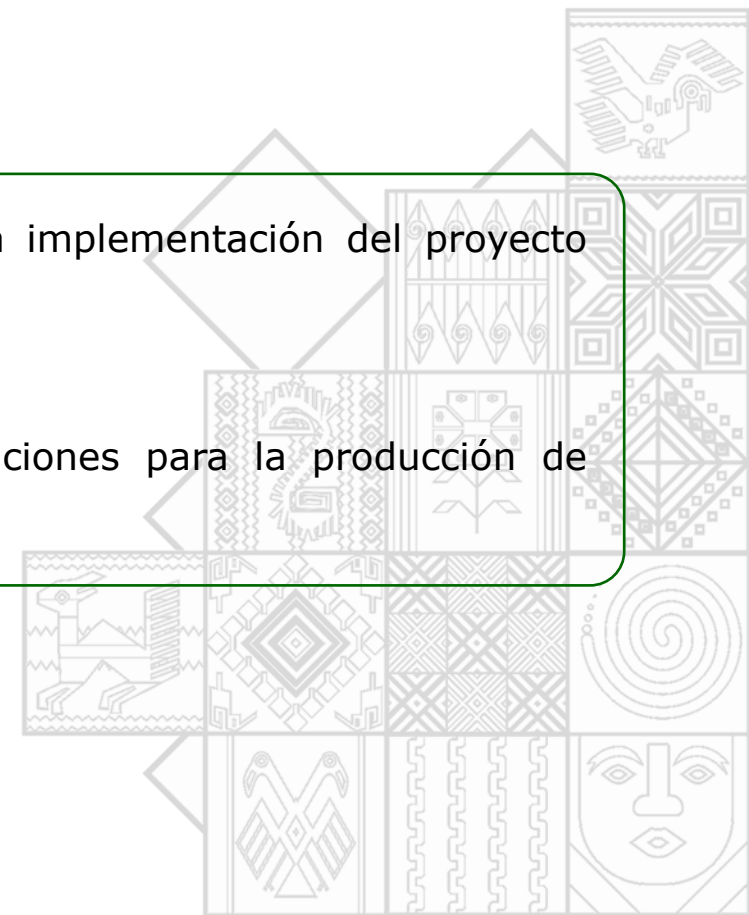 implementación del proyecto
ciones para la producción de